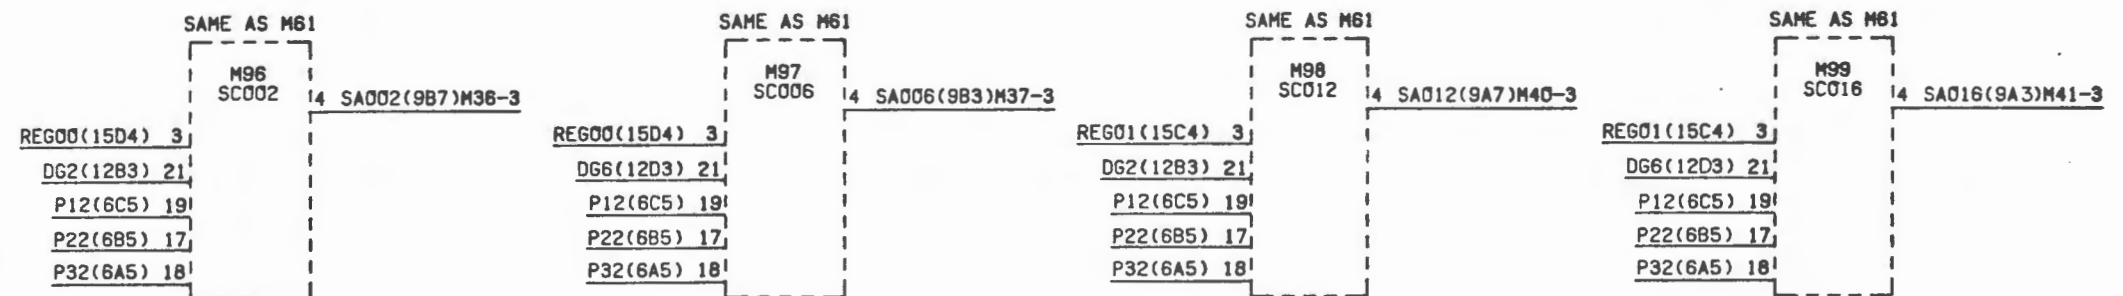 SAME AS M61
M96
SC002
4 SA002(9B7)M36-3
REG00(15D4) 3
DG2(12B3) 21
P12(6C5) 19
P22(6B5) 17
P32(6A5) 18
SAME AS M61
M97
SC006
4 SA006(9B3)M37-3
REG00(15D4) 3
DG6(12D3) 21
P12(6C5) 19
P22(6B5) 17
P32(6A5) 18
SAME AS M61
M98
SC012
4 SA012(9A7)M40-3
REG01(15C4) 3
DG2(12B3) 21
P12(6C5) 19
P22(6B5) 17
P32(6A5) 18
SAME AS M61
M99
SC016
4 SA016(9A3)M41-3
REG01(15C4) 3
DG6(12D3) 21
P12(6C5) 19
P22(6B5) 17
P32(6A5) 18